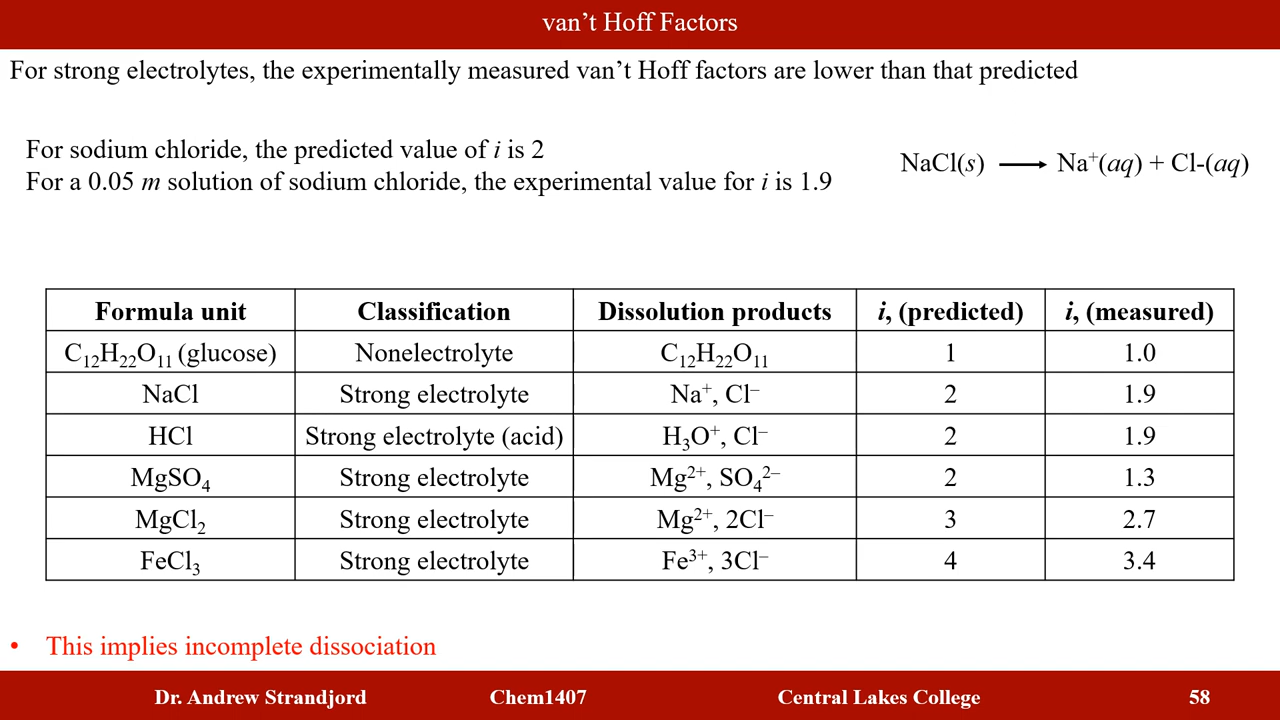 van’t Hoff Factors
For strong electrolytes, the experimentally measured van’t Hoff factors are lower than that predicted
For sodium chloride, the predicted value of i is 2
For a 0.05 m solution of sodium chloride, the experimental value for i is 1.9
NaCl(s) ⟶ Na⁺(aq) + Cl-(aq)
Formula unit Classification Dissolution products i, (predicted) i, (measured)
C₁₂H₂₂O₁₁ (glucose) Nonelectrolyte C₁₂H₂₂O₁₁ 1 1.0
NaCl Strong electrolyte Na⁺, Cl⁻ 2 1.9
HCl Strong electrolyte (acid) H₃O⁺, Cl⁻ 2 1.9
MgSO₄ Strong electrolyte Mg²⁺, SO₄²⁻ 2 1.3
MgCl₂ Strong electrolyte Mg²⁺, 2Cl⁻ 3 2.7
FeCl₃ Strong electrolyte Fe³⁺, 3Cl⁻ 4 3.4
• This implies incomplete dissociation
Dr. Andrew Strandjord Chem1407 Central Lakes College 58